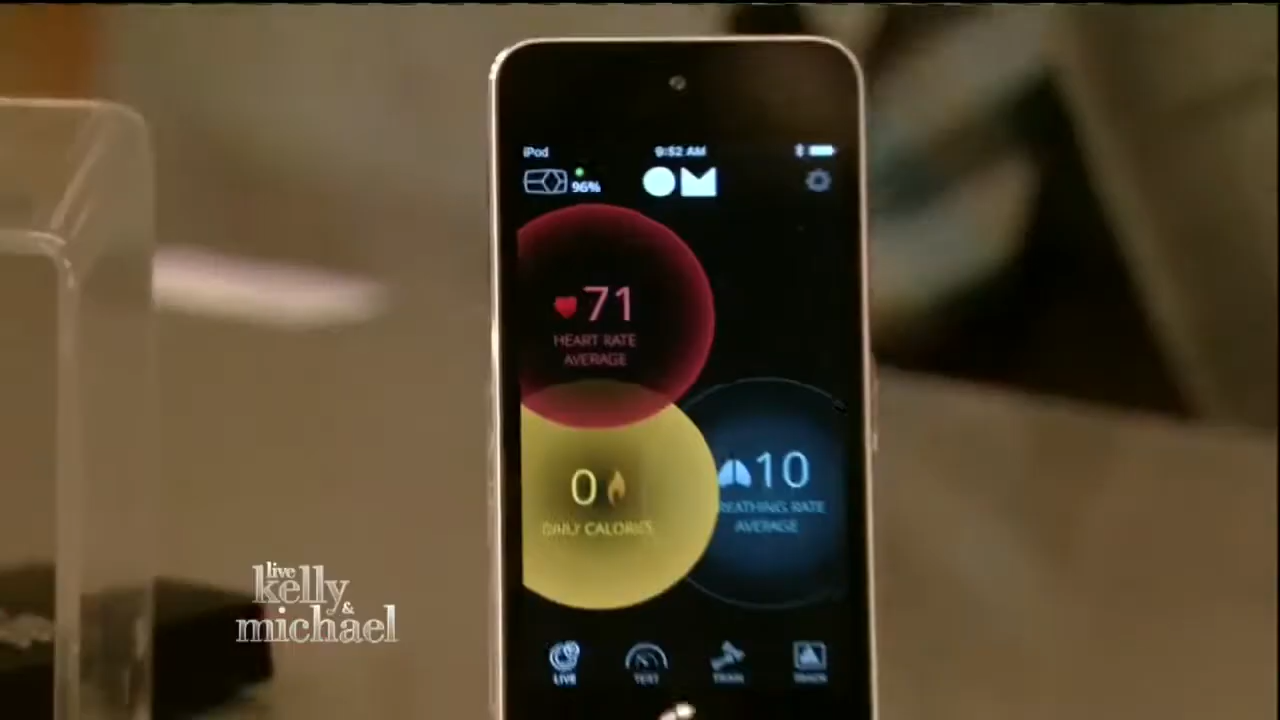 iPod 9:52 AM
96% OM
71
HEART RATE
AVERAGE
0
DAILY CALORIES
10
BREATHING RATE
AVERAGE
LIVE TEST TRAIN TRACK
live
kelly
&
michael